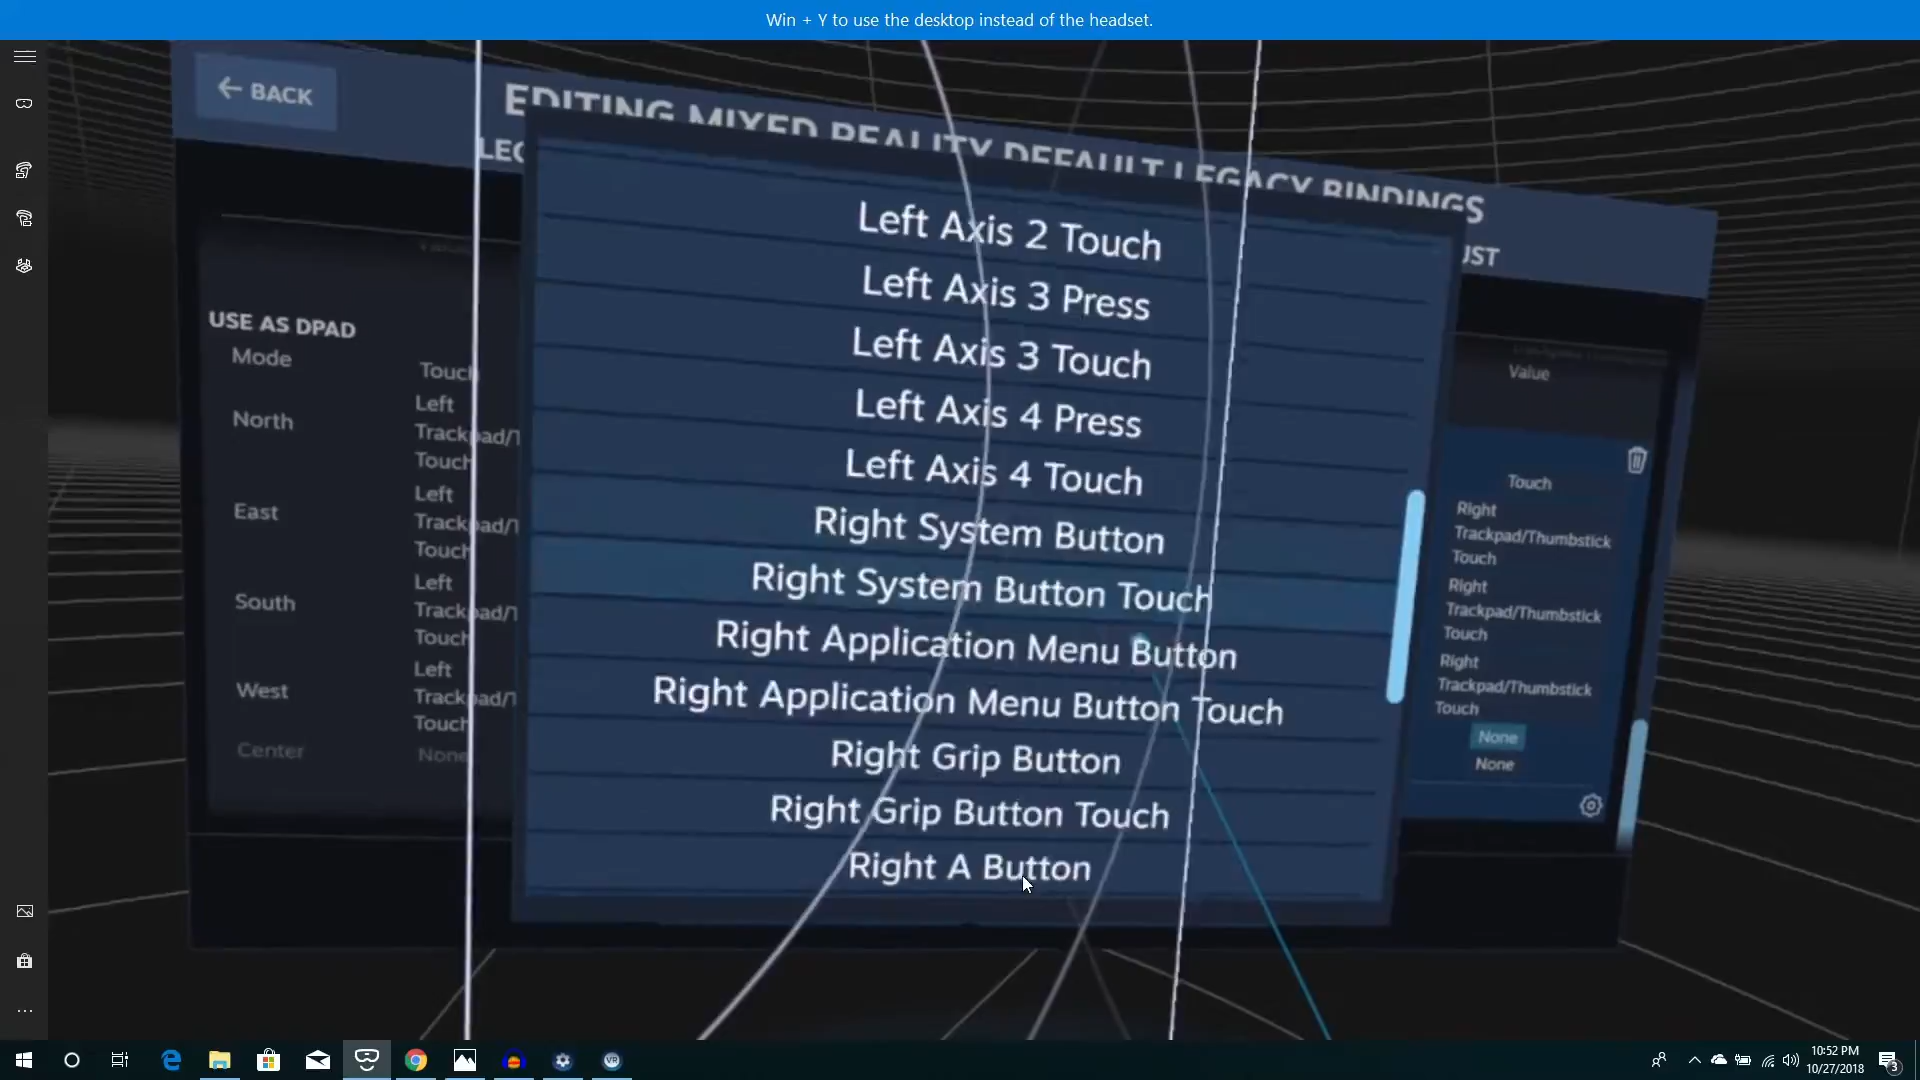 Win + Y to use the desktop instead of the headset.
← BACK
EDITING MIXED REALITY DEFAULT LEGACY BINDINGS
USE AS DPAD
Mode
Touch
North
Left
Touch
East
Left
Touch
South
Left
Touch
West
Left
Touch
Center
None
Left Axis 2 Touch
Left Axis 3 Press
Left Axis 3 Touch
Left Axis 4 Press
Left Axis 4 Touch
Right System Button
Right System Button Touch
Right Application Menu Button
Right Application Menu Button Touch
Right Grip Button
Right Grip Button Touch
Right A Button
Value
Touch
Right
Trackpad/Thumbstick
Touch
Right
Trackpad/Thumbstick
Touch
Right
Trackpad/Thumbstick
Touch
None
None
VR
10:52 PM
10/27/2018
3